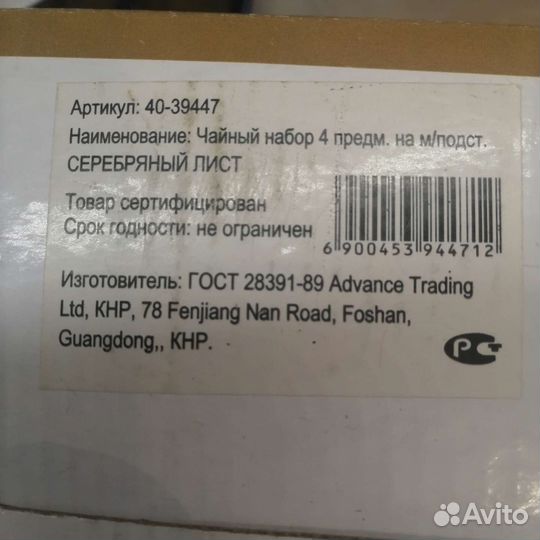 Артикул: 40-39447
Наименование: Чайный набор 4 предм. на м/подст.
СЕРЕБРЯНЫЙ ЛИСТ
Товар сертифицирован
Срок годности: не ограничен
6 900453 944712
Изготовитель: ГОСТ 28391-89 Advance Trading
Ltd, КНР, 78 Fenjiang Nan Road, Foshan,
Guangdong,, КНР.
РСТ
Avito